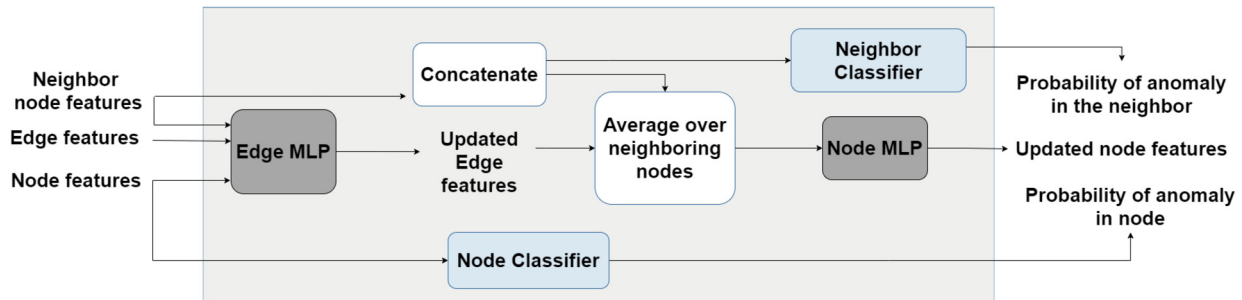 Neighbor
node features
Edge features
Node features
Edge MLP
Concatenate
Updated
Edge
features
Average over
neighboring
nodes
Neighbor
Classifier
Node MLP
Node Classifier
Probability of anomaly
in the neighbor
Updated node features
Probability of anomaly
in node